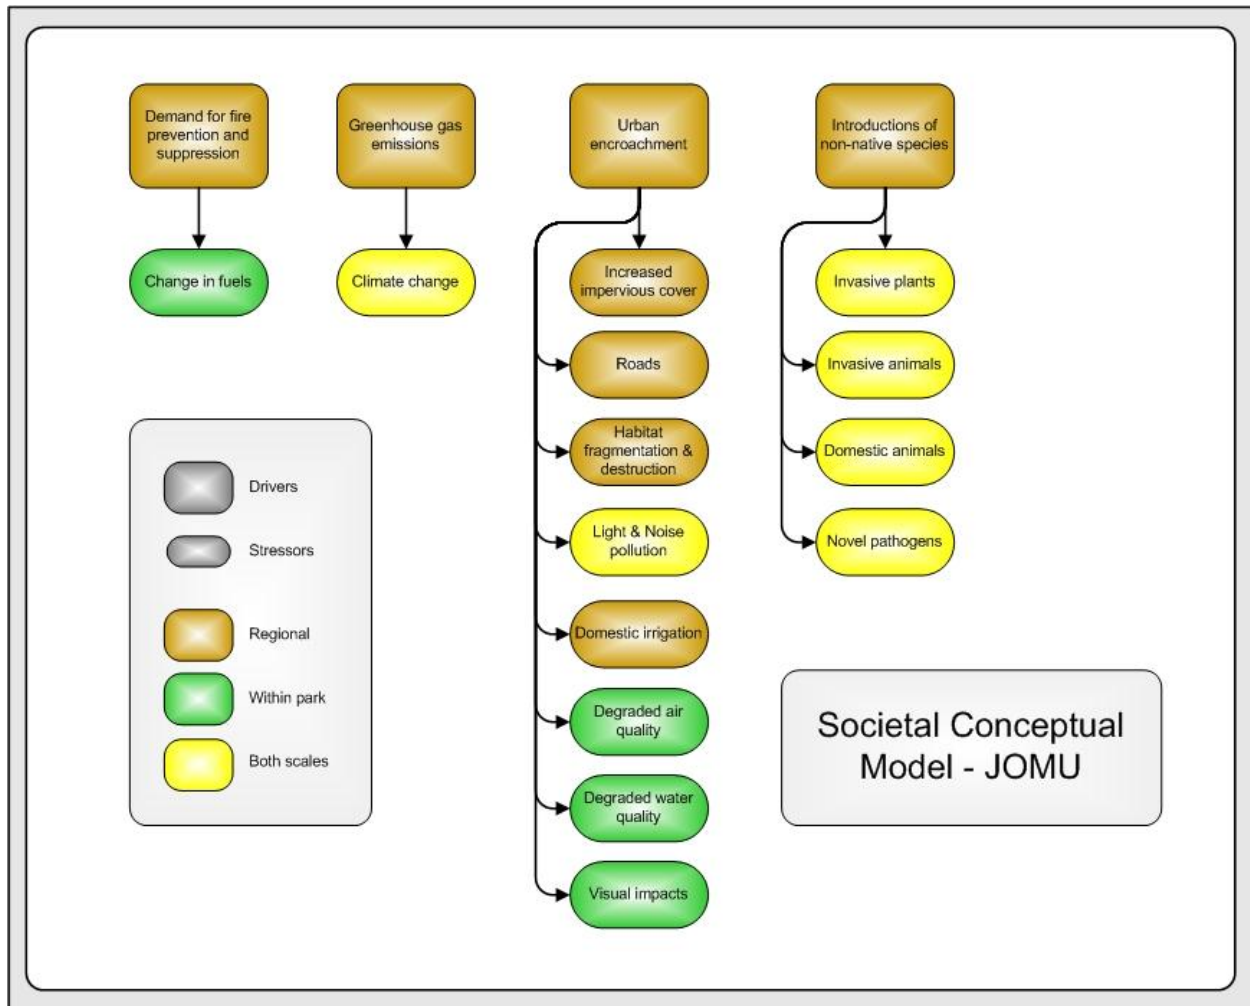 Demand for fire
prevention and
suppression
Greenhouse gas
emissions
Urban
encroachment
Introductions of
non-native species
Change in fuels
Climate change
Increased
impervious cover
Invasive plants
Roads
Invasive animals
Habitat
fragmentation &
destruction
Domestic animals
Light & Noise
pollution
Novel pathogens
Domestic irrigation
Degraded air
quality
Degraded water
quality
Visual impacts
Drivers
Stressors
Regional
Within park
Both scales
Societal Conceptual
Model - JOMU